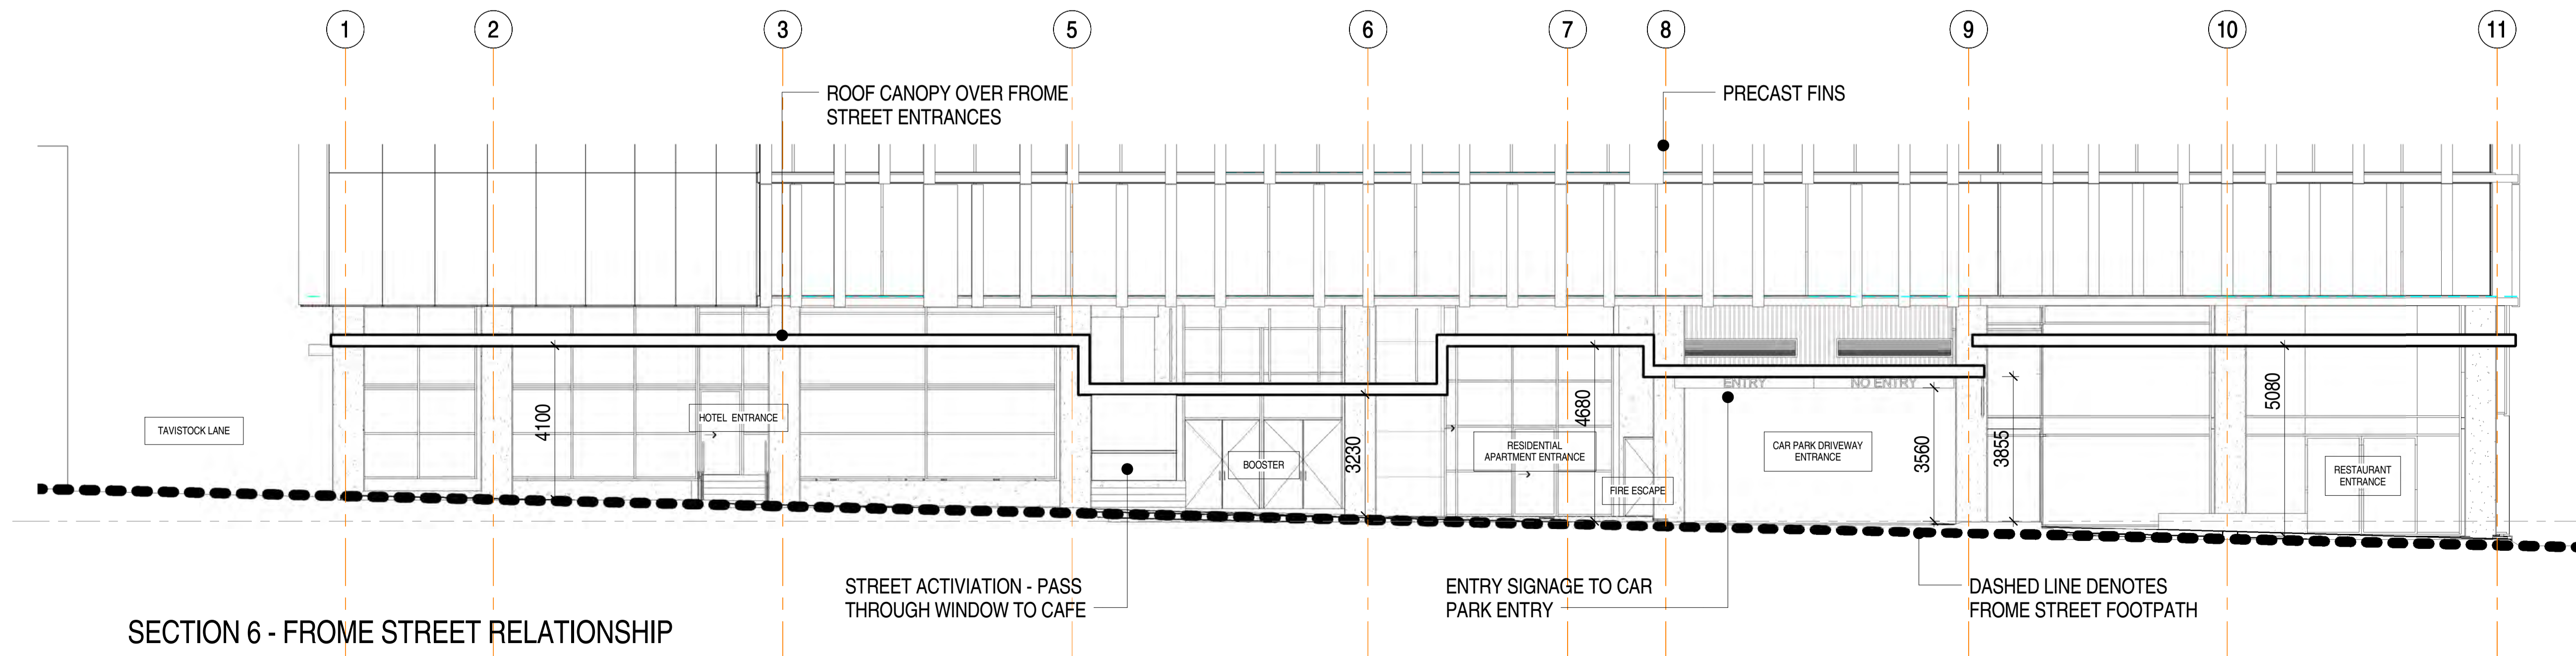 1 2 3 5 6 7 8 9 10 11
ROOF CANOPY OVER FROME
STREET ENTRANCES
PRECAST FINS
TAVISTOCK LANE
4100
HOTEL ENTRANCE
BOOSTER
3230
RESIDENTIAL
APARTMENT ENTRANCE
4680
FIRE ESCAPE
ENTRY
NO ENTRY
CAR PARK DRIVEWAY
ENTRANCE
3560
3855
5080
RESTAURANT
ENTRANCE
STREET ACTIVIATION - PASS
THROUGH WINDOW TO CAFE
ENTRY SIGNAGE TO CAR
PARK ENTRY
DASHED LINE DENOTES
FROME STREET FOOTPATH
SECTION 6 - FROME STREET RELATIONSHIP